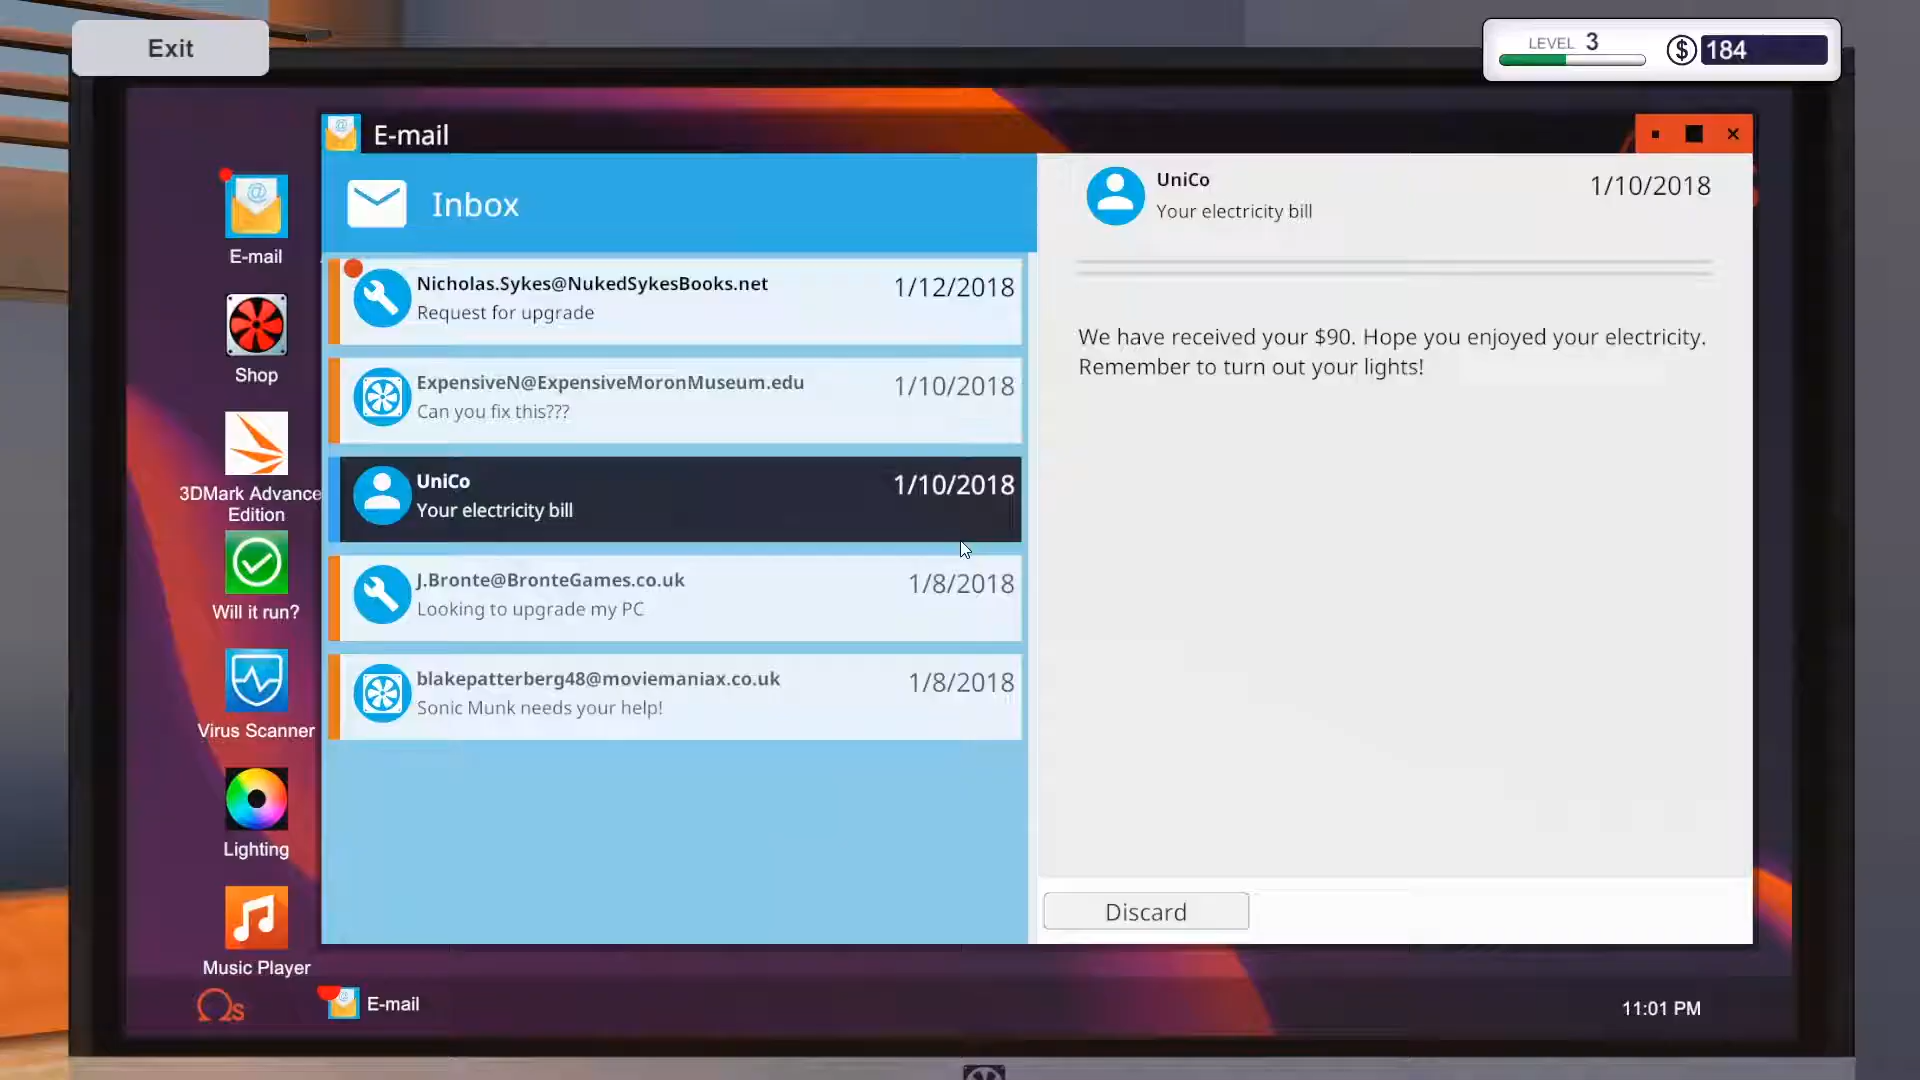 Exit
LEVEL 3
$ 184
E-mail
Inbox
Nicholas.Sykes@NukedSykesBooks.net
1/12/2018
Request for upgrade
ExpensiveN@ExpensiveMoronMuseum.edu
1/10/2018
Can you fix this???
UniCo
1/10/2018
Your electricity bill
J.Bronte@BronteGames.co.uk
1/8/2018
Looking to upgrade my PC
blakepatterberg48@moviemaniax.co.uk
1/8/2018
Sonic Munk needs your help!
UniCo
1/10/2018
Your electricity bill
We have received your $90. Hope you enjoyed your electricity.
Remember to turn out your lights!
Discard
E-mail
Shop
3DMark Advance
Edition
Will it run?
Virus Scanner
Lighting
Music Player
Ωs
E-mail
11:01 PM